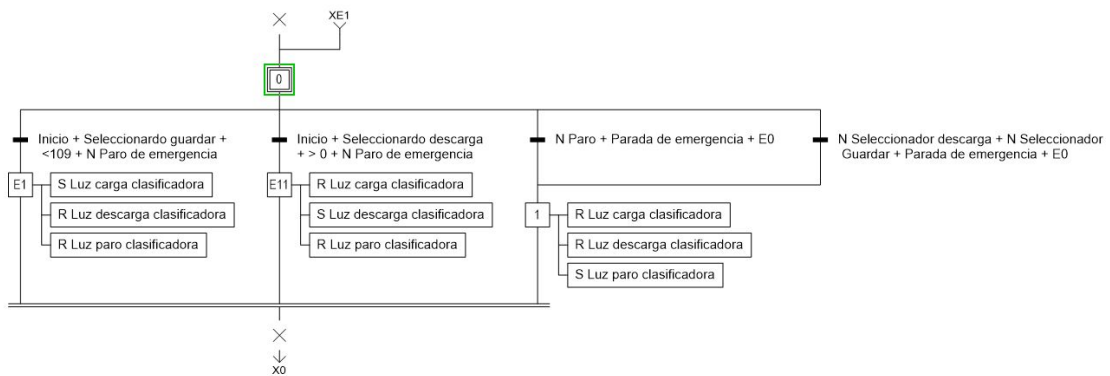 XE1
0
Inicio + Seleccionardo guardar +
<109 + N Paro de emergencia
Inicio + Seleccionardo descarga
+ > 0 + N Paro de emergencia
N Paro + Parada de emergencia + E0
N Seleccionador descarga + N Seleccionador
Guardar + Parada de emergencia + E0
E1
S Luz carga clasificadora
R Luz descarga clasificadora
R Luz paro clasificadora
E11
R Luz carga clasificadora
S Luz descarga clasificadora
R Luz paro clasificadora
1
R Luz carga clasificadora
R Luz descarga clasificadora
S Luz paro clasificadora
X0